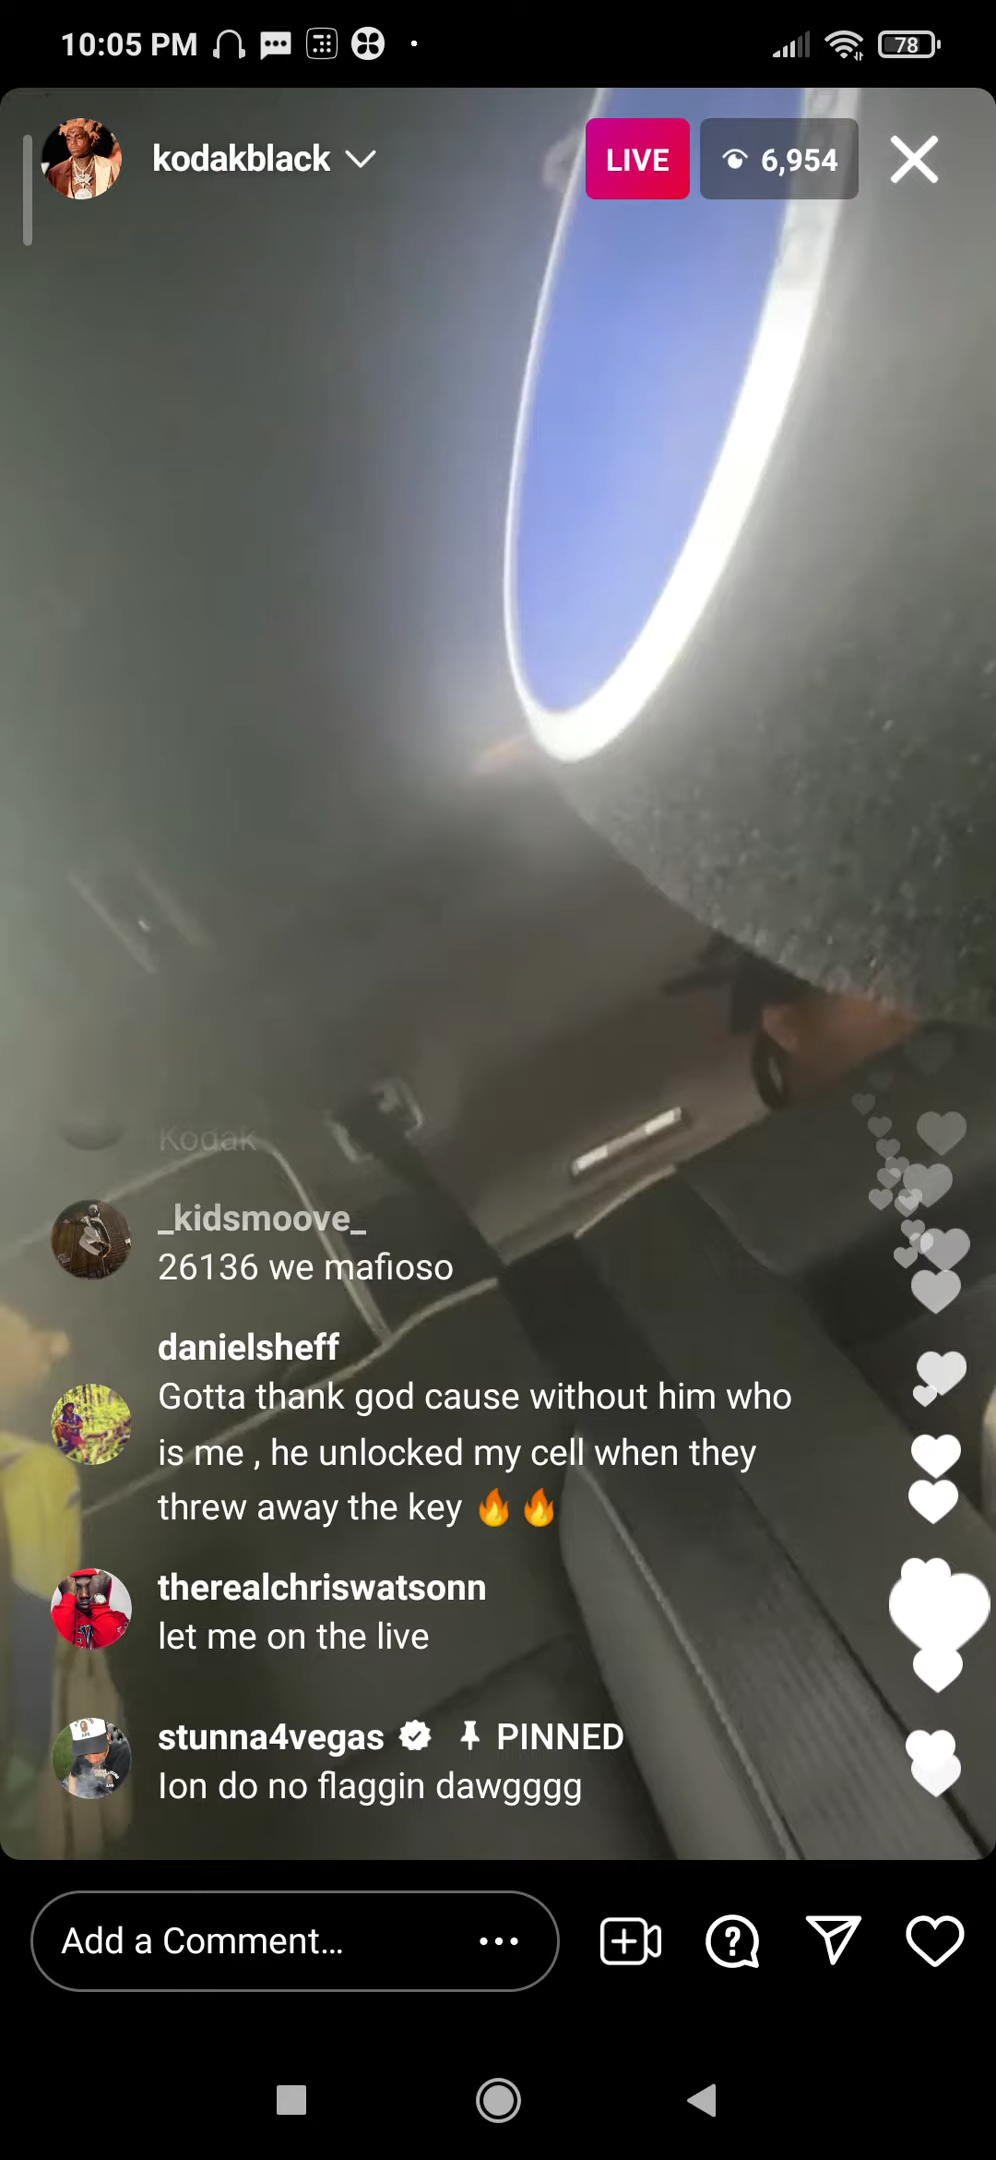 10:05 PM
78
kodakblack
LIVE
6,954
Kodak
_kidsmoove_
26136 we mafioso
danielsheff
Gotta thank god cause without him who
is me , he unlocked my cell when they
threw away the key 🔥🔥
therealchriswatsonn
let me on the live
stunna4vegas PINNED
Ion do no flaggin dawgggg
Add a Comment...